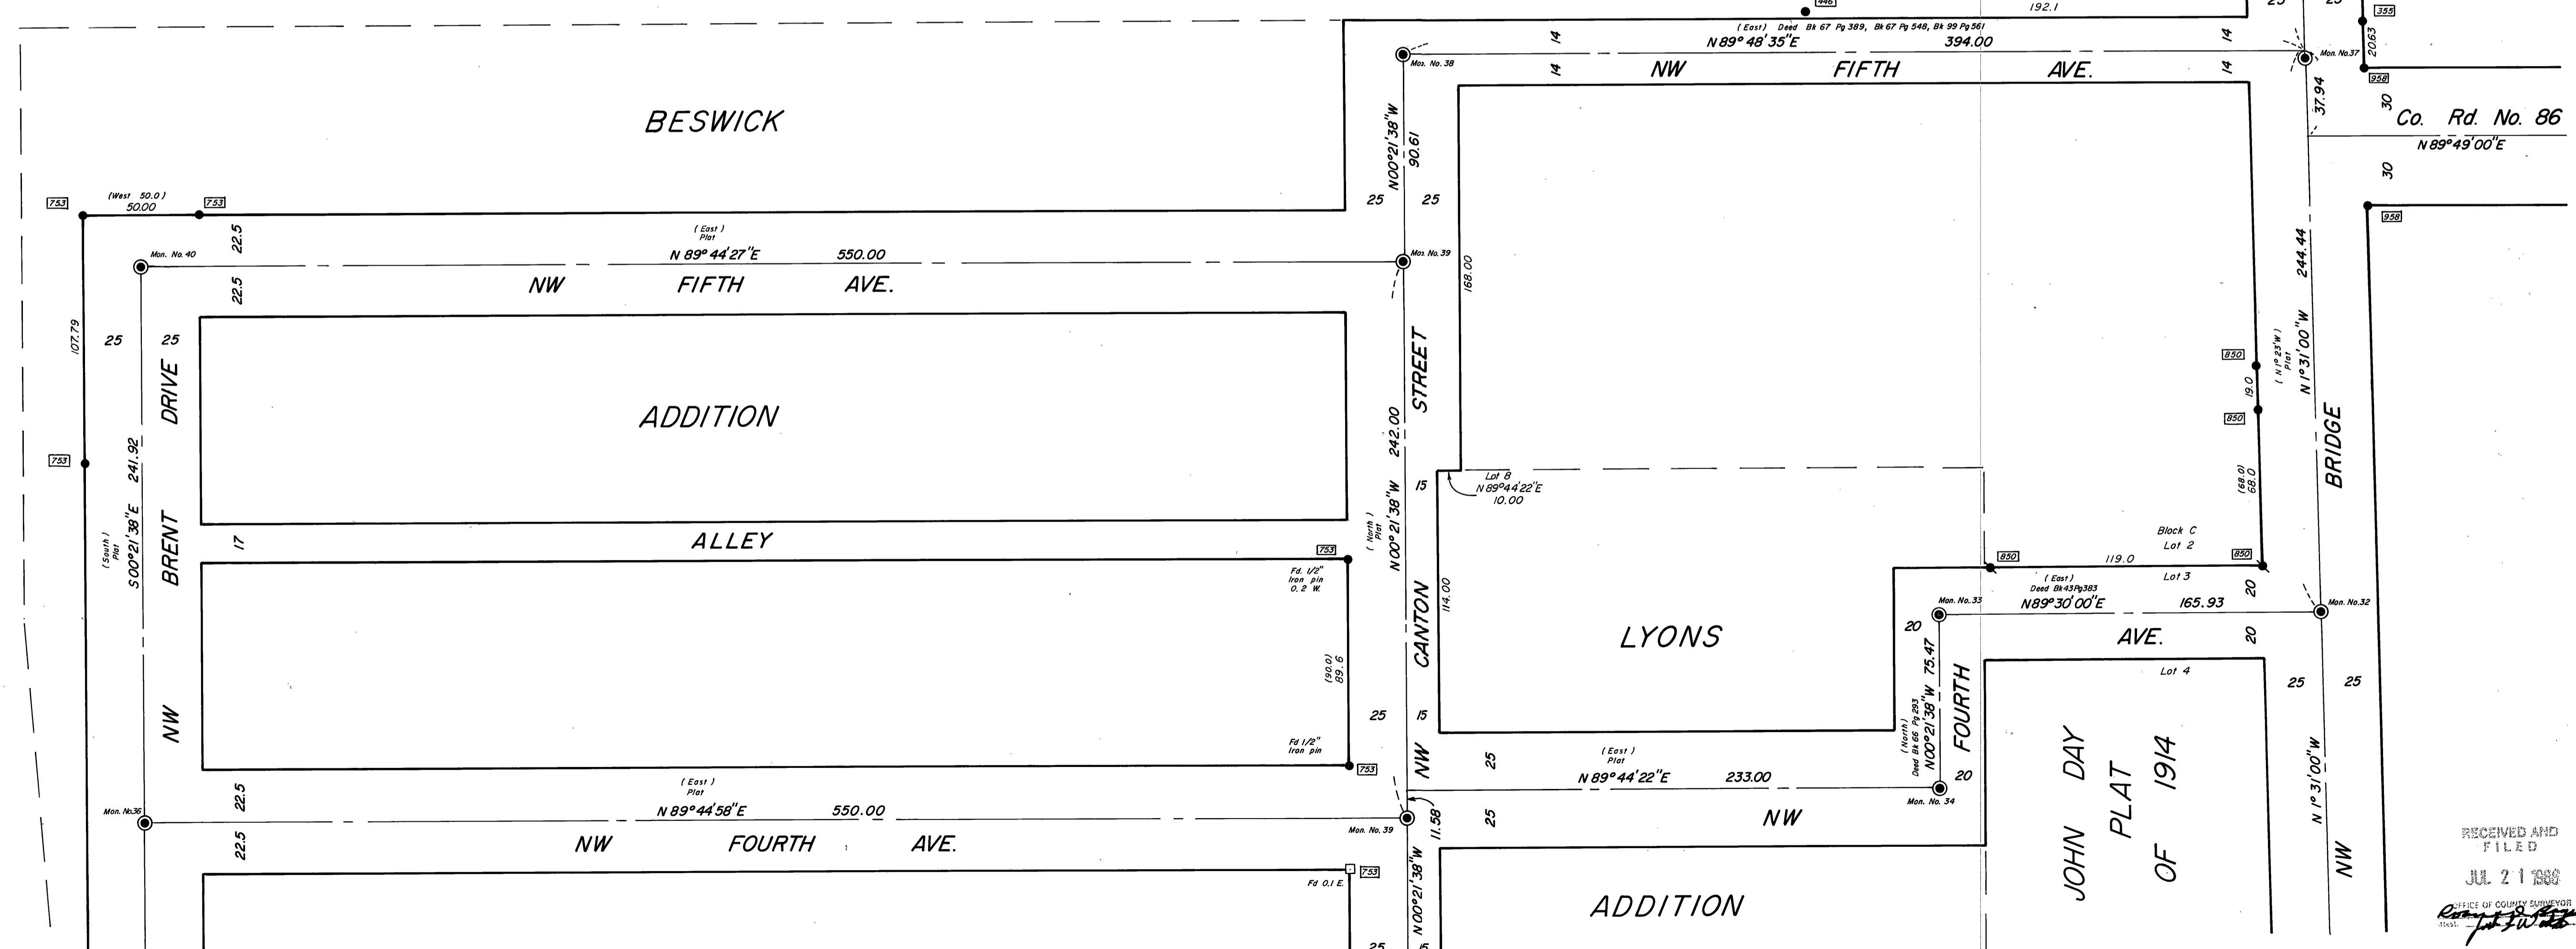 446
192.1
25
25
355
20.63
(East) Deed Bk 67 Pg 389, Bk 67 Pg 548, Bk 99 Pg 561
N 89° 48' 35" E 394.00
14
14
14
14
Mon. No. 38
Mon. No. 37
NW FIFTH AVE.
958
37.94
30
Co. Rd. No. 86
N 89° 49' 00" E
30
958
BESWICK
N 00° 21' 38" W
90.61
25
25
753
(West 50.0)
50.00
753
22.5
(East)
Plat
N 89° 44' 27" E 550.00
Mon. No. 40
Mon. No. 39
22.5
NW FIFTH AVE.
168.00
N 1° 31' 00" W 244.44
(N 1° 23' W)
Plat
107.79
25
25
850
19.0
850
(68.0)
68.0
BRIDGE
ADDITION
753
S 00° 21' 38" E 241.92
(South)
Plat
NW BRENT DRIVE
N 00° 21' 38" W 242.00
(North)
Plat
NW CANTON STREET
15
Lot 8
N 89° 44' 22" E
10.00
17
ALLEY
753
Fd. 1/2"
Iron pin
0.2 W.
Block C
Lot 2
850
850
119.0
Lot 3
(East)
Deed Bk 43 Pg 383
N 89° 30' 00" E 165.93
Mon. No. 33
Mon. No. 32
20
20
AVE.
Lot 4
114.00
LYONS
20
N 00° 21' 38" W 75.47
(North)
Deed Bk 66 Pg 293
FOURTH
20
25
25
(90.0)
89.6
25
15
Fd 1/2"
Iron pin
753
25
(East)
Plat
N 89° 44' 22" E 233.00
Mon. No. 34
25
NW
JOHN DAY
PLAT
OF 1914
N 1° 31' 00" W
NW
22.5
(East)
Plat
N 89° 44' 58" E 550.00
Mon. No. 36
Mon. No. 39
11.58
22.5
NW FOURTH AVE.
753
Fd 0.1 E.
N 00° 21' 38" W
25
15
ADDITION
RECEIVED AND
FILED
JUL 21 1986
OFFICE OF COUNTY SURVEYOR